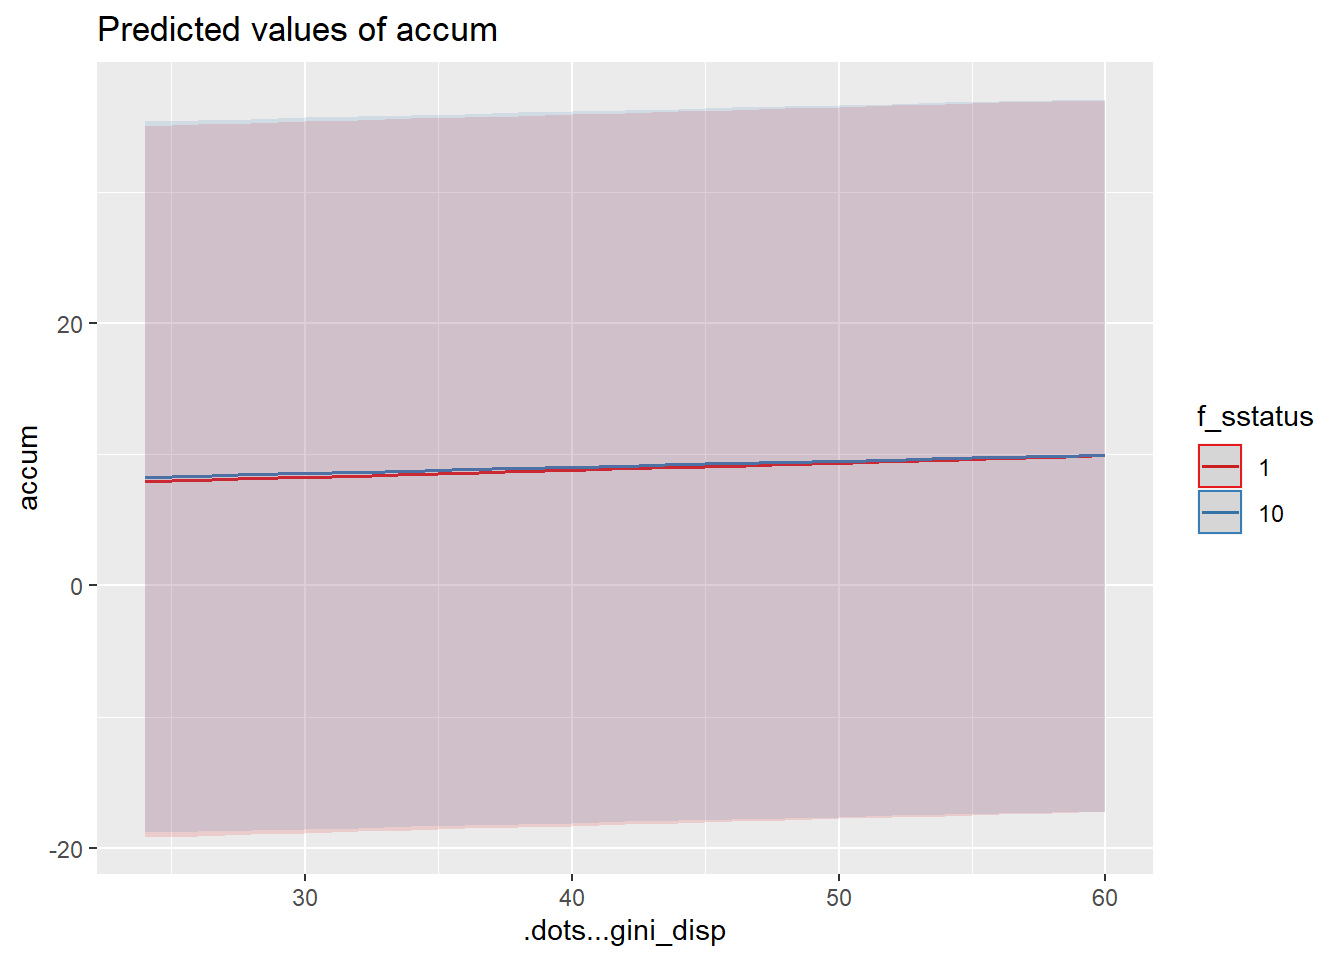 Predicted values of accum
20
0
-20
accum
30 40 50 60
.dots...gini_disp
f_sstatus
1
10